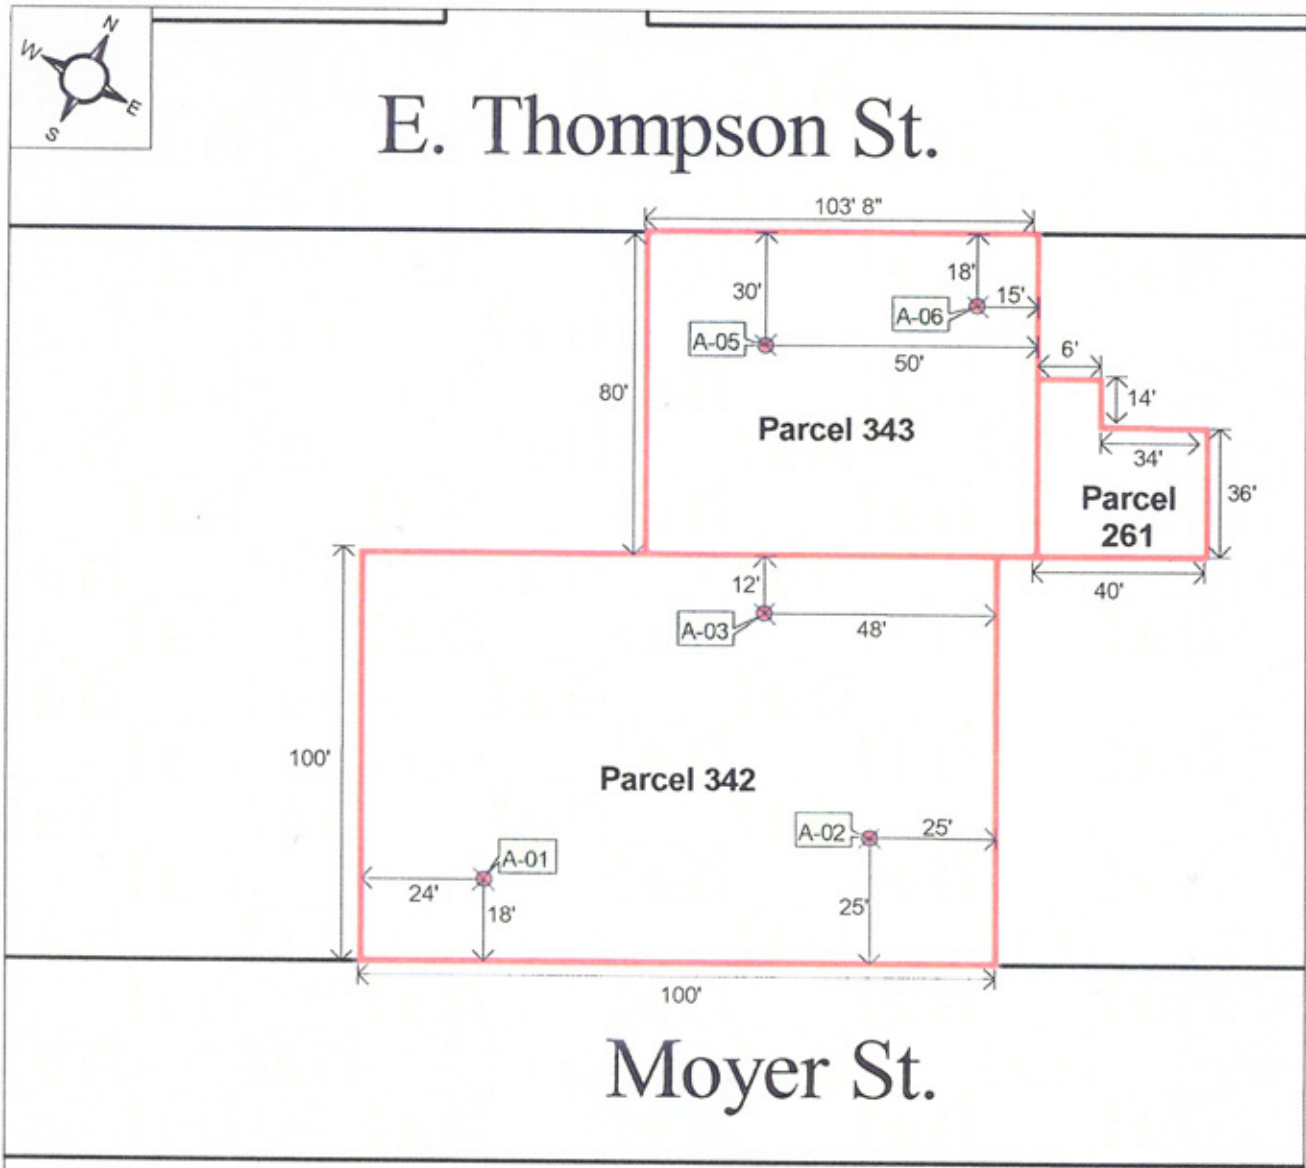 N
W
E
S
E. Thompson St.
103' 8"
30'
18'
15'
A-06
A-05
50'
6'
80'
14'
Parcel 343
34'
36'
Parcel
261
40'
12'
A-03
48'
100'
Parcel 342
A-02
25'
A-01
24'
18'
25'
100'
Moyer St.